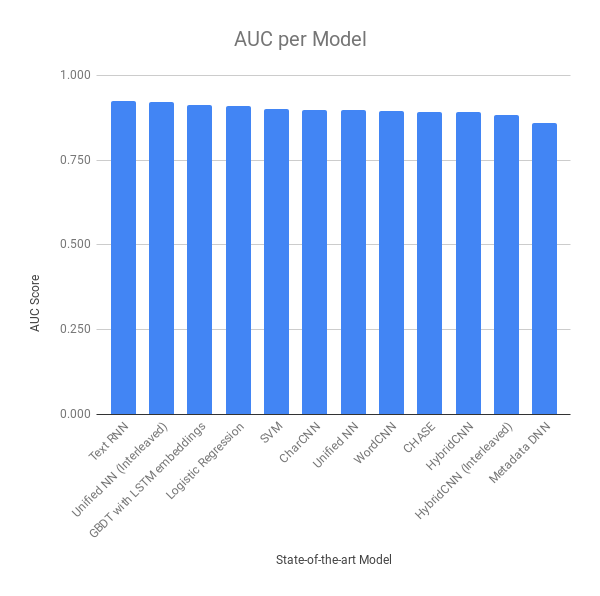 AUC per Model
1.000
0.750
0.500
0.250
0.000
AUC Score
Text RNN
Unified NN (Interleaved)
GBDT with LSTM embeddings
Logistic Regression
SVM
CharCNN
Unified NN
WordCNN
CHASE
HybridCNN
HybridCNN (Interleaved)
Metadata DNN
State-of-the-art Model